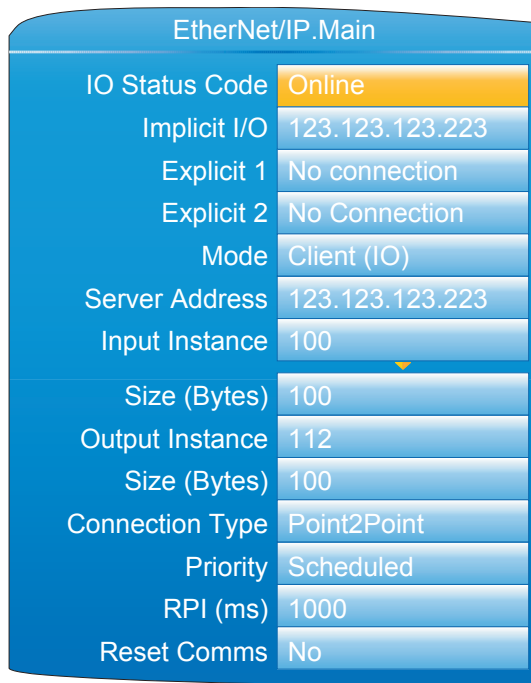 EtherNet/IP.Main
IO Status Code Online
Implicit I/O 123.123.123.223
Explicit 1 No connection
Explicit 2 No Connection
Mode Client (IO)
Server Address 123.123.123.223
Input Instance 100
Size (Bytes) 100
Output Instance 112
Size (Bytes) 100
Connection Type Point2Point
Priority Scheduled
RPI (ms) 1000
Reset Comms No